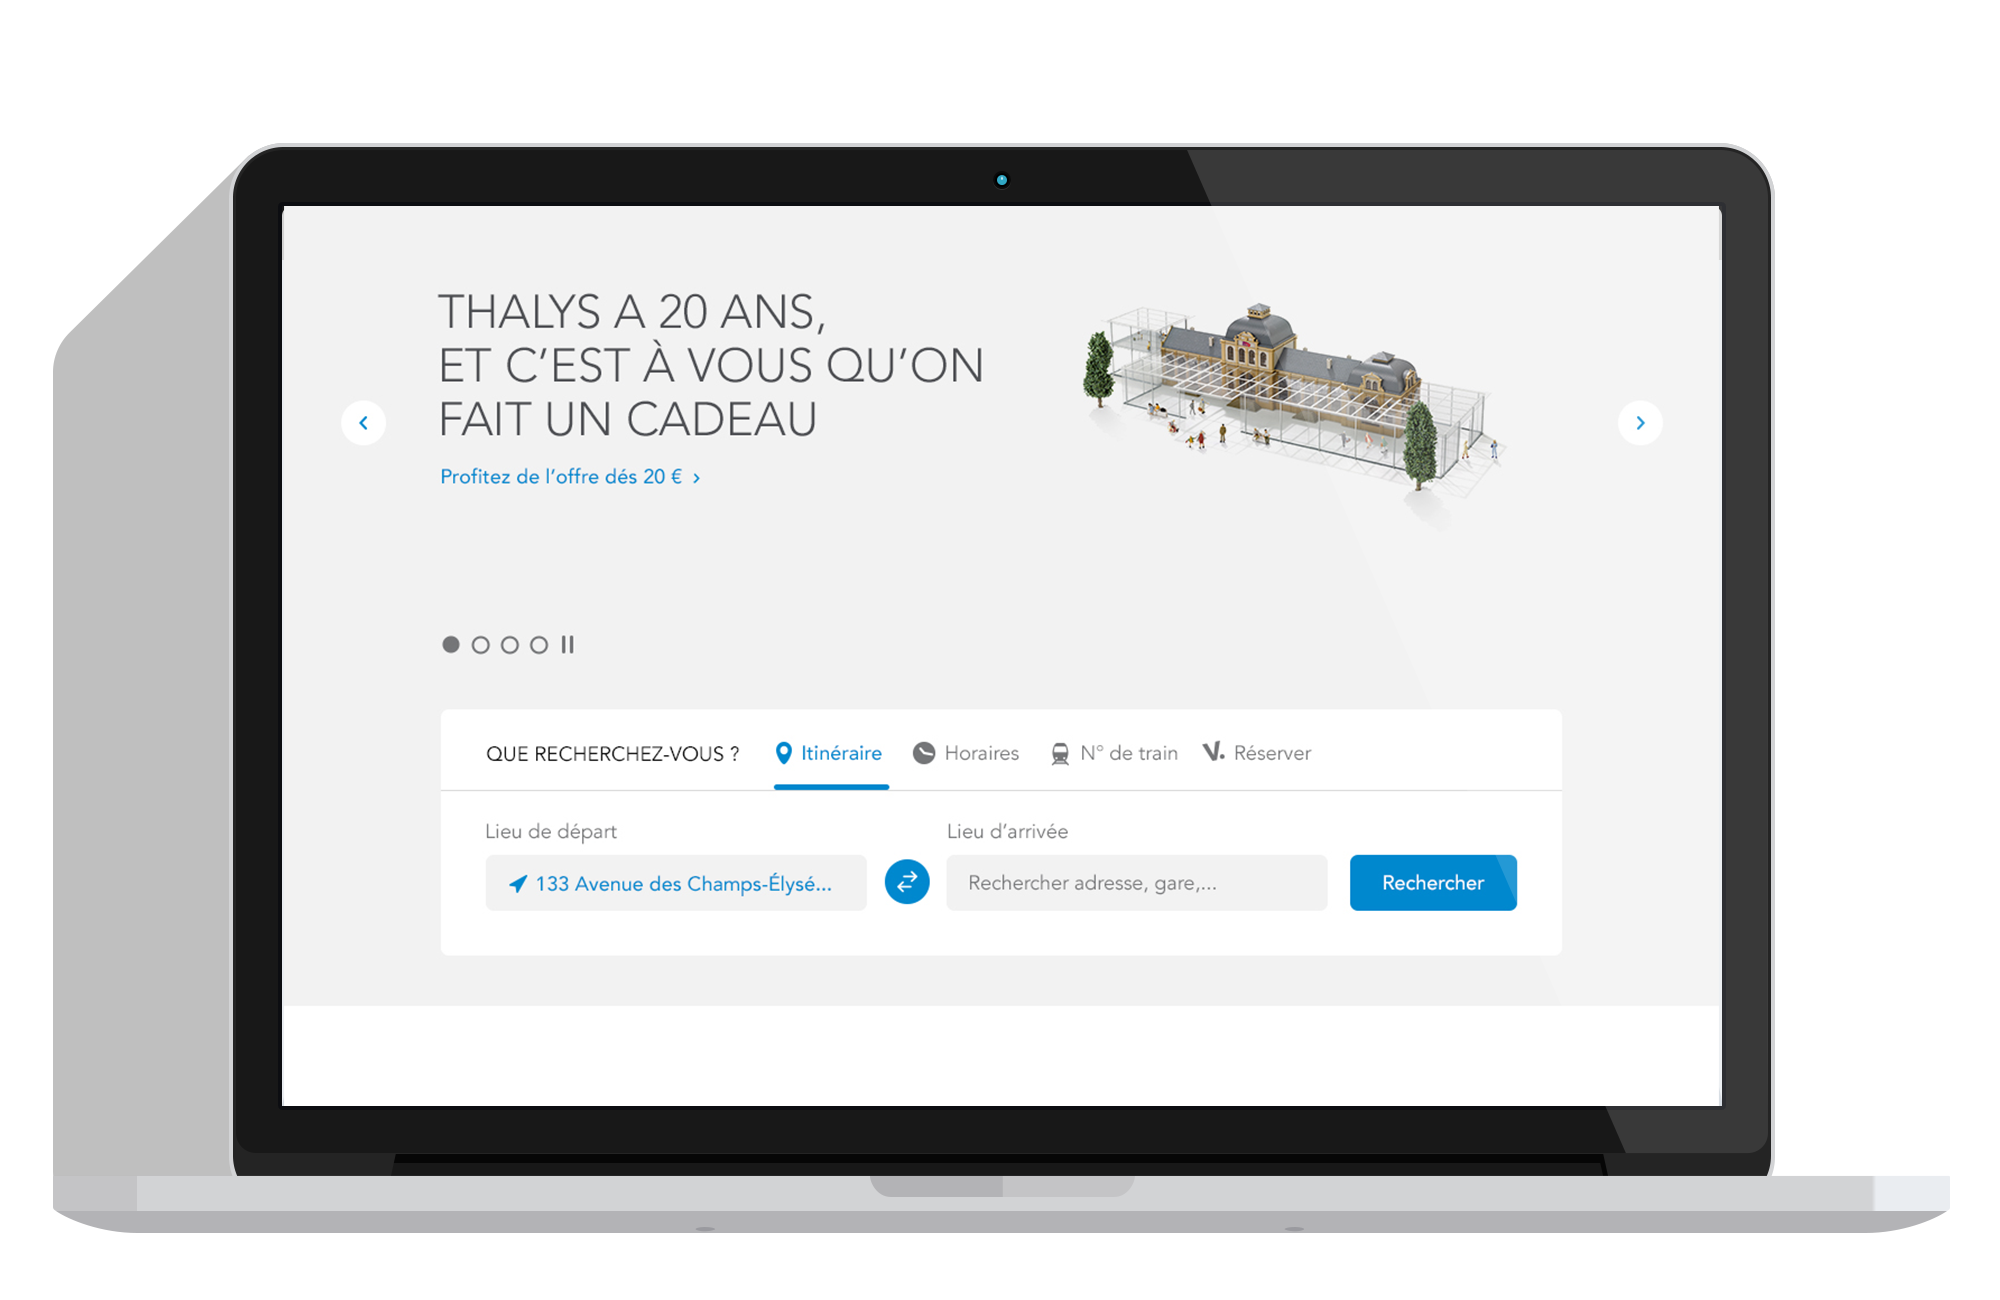 THALYS A 20 ANS,
ET C’EST À VOUS QU’ON
FAIT UN CADEAU
Profitez de l’offre dés 20 € ›
QUE RECHERCHEZ-VOUS ?
Itinéraire
Horaires
N° de train
V.
Réserver
Lieu de départ
Lieu d’arrivée
133 Avenue des Champs-Élysé...
Rechercher adresse, gare,...
Rechercher